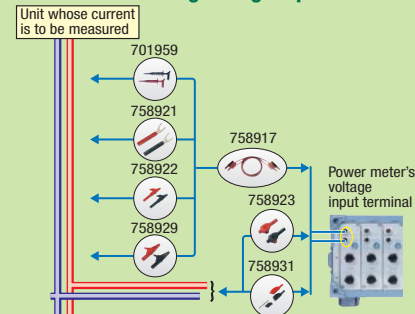 Unit whose current
is to be measured
701959
758921
758917
758922
758923
Power meter's
voltage
input terminal
758929
758931